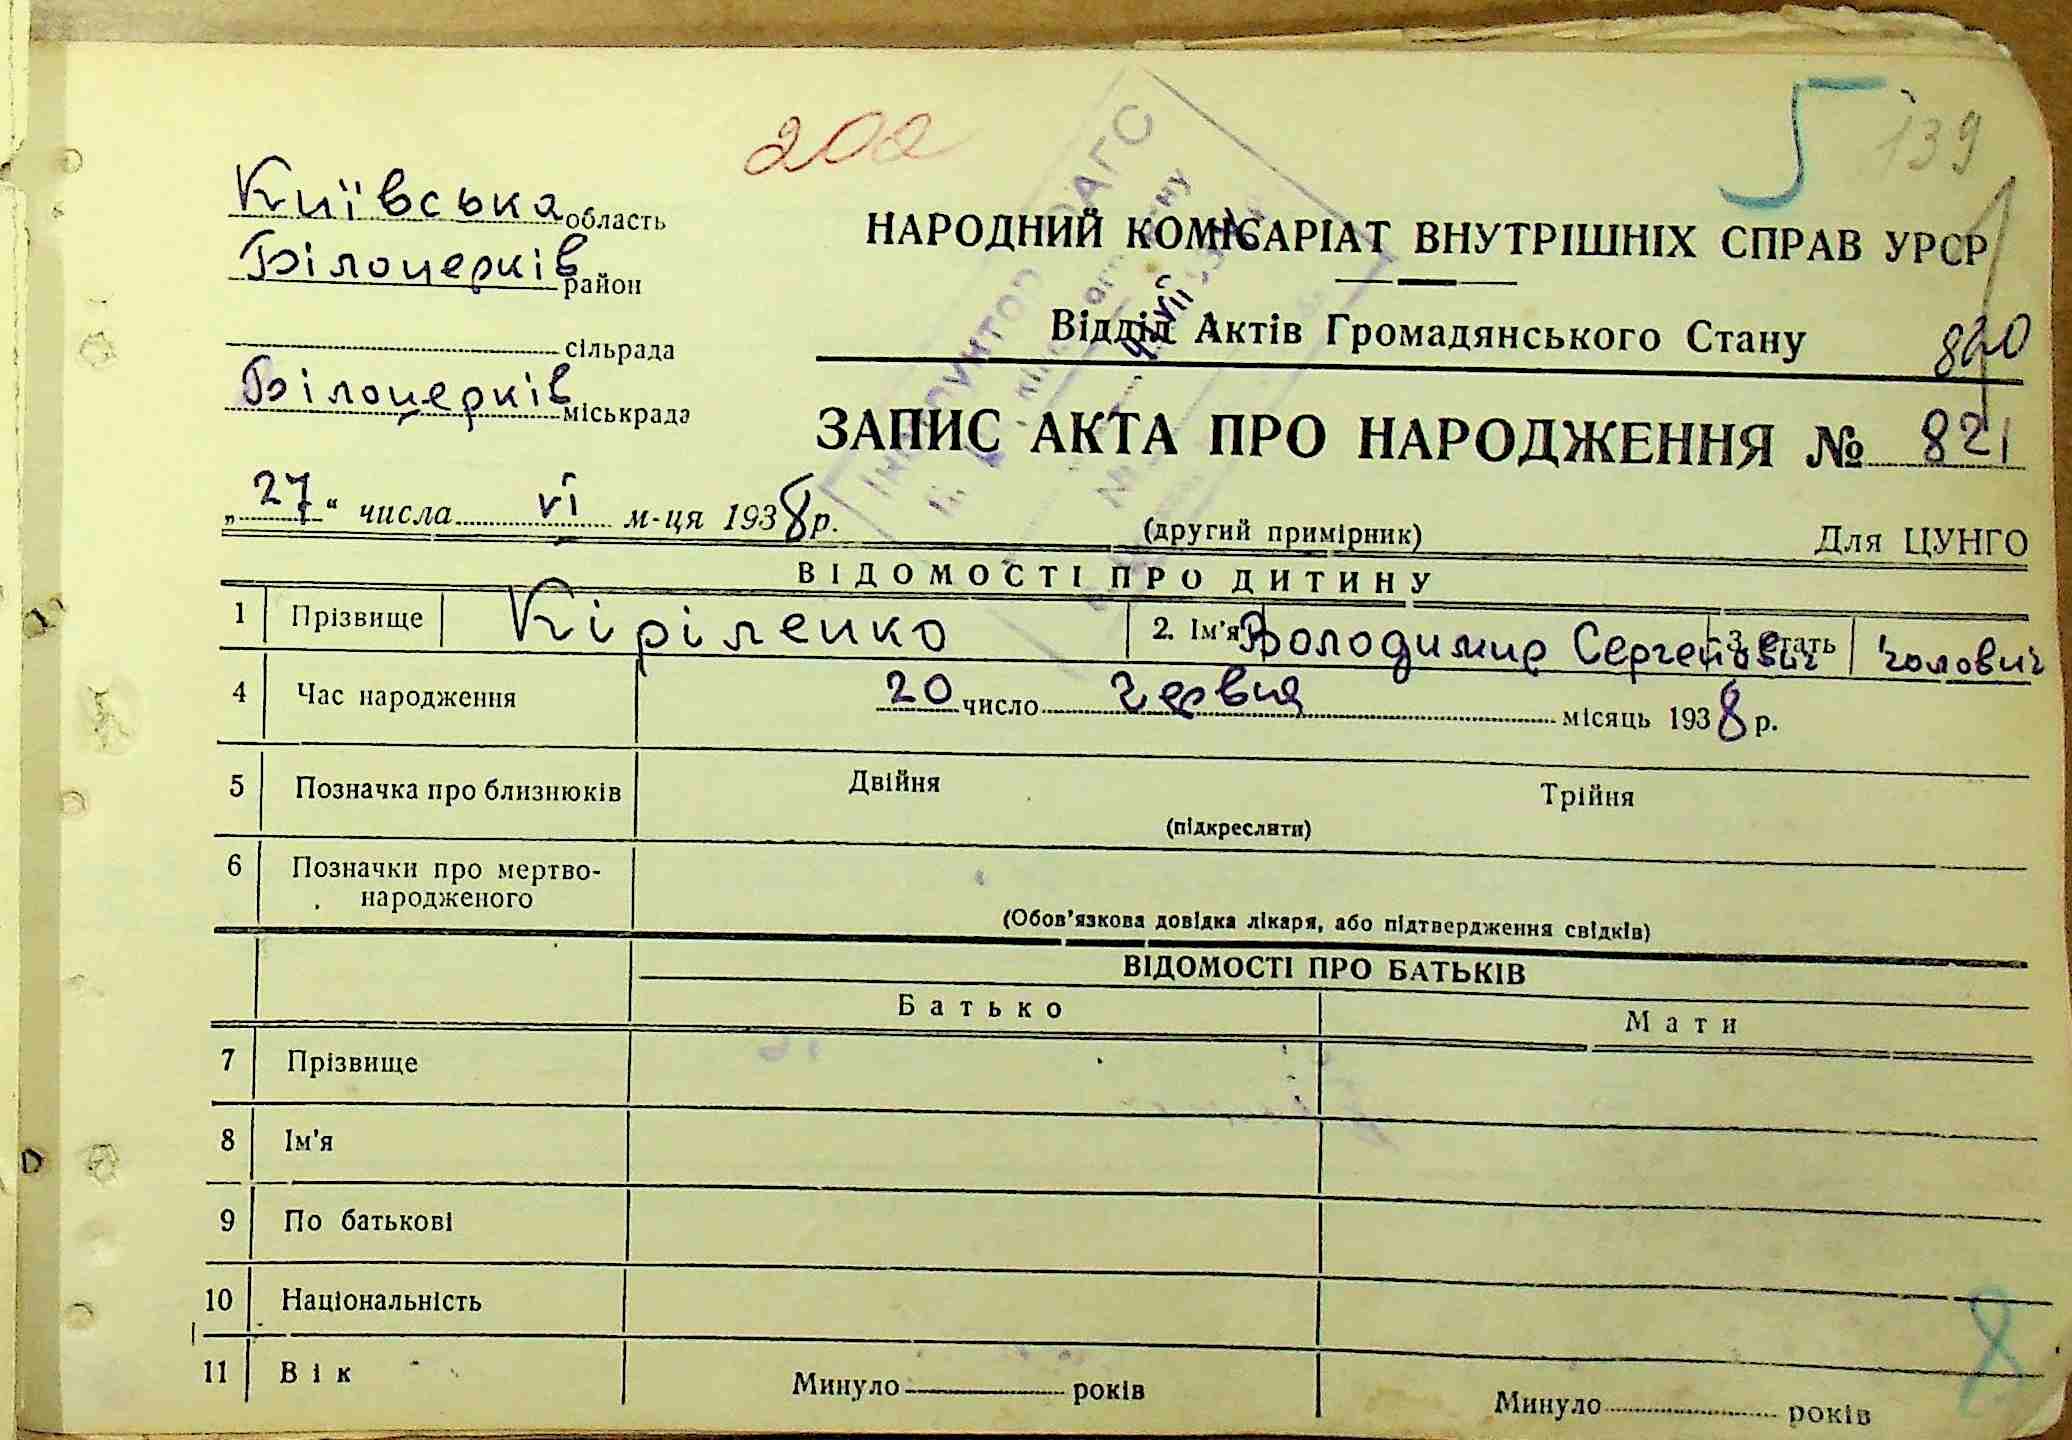 202
5
139
Київська область
Білоцерків район
сільрада
Білоцерків міськрада
НАРОДНИЙ КОМІСАРІАТ ВНУТРІШНІХ СПРАВ УРСР
Відділ Актів Громадянського Стану
820
ЗАПИС АКТА ПРО НАРОДЖЕННЯ № 821
„27“ числа VI м-ця 1938 р.
(другий примірник)
Для ЦУНГО
ВІДОМОСТІ ПРО ДИТИНУ
1 Прізвище Кіріленко 2. Ім'я Володимир Сергейович 3. Стать Чолович
4 Час народження 20 число Червня місяць 1938 р.
5 Позначка про близнюків Двійня Трійня
(підкреслити)
6 Позначки про мертво-
народженого
(Обов'язкова довідка лікаря, або підтвердження свідків)
ВІДОМОСТІ ПРО БАТЬКІВ
Батько Мати
7 Прізвище
8 Ім'я
9 По батькові
10 Національність
11 Вік Минуло років Минуло років
8